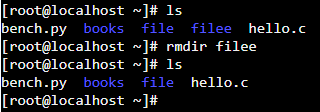 [root@localhost ~]# ls
bench.py books file filee hello.c
[root@localhost ~]# rmdir filee
[root@localhost ~]# ls
bench.py books file hello.c
[root@localhost ~]#